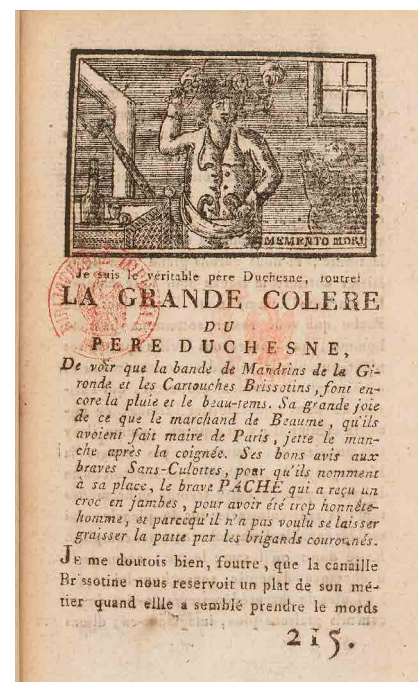 MEMENTO MORI
Je suis le véritable pere Duchesne, foutre!
LA GRANDE COLERE
DU
PERE DUCHESNE,
De voir que la bande de Mandrins de la Gi-
ronde et les Cartouches Brissotins, font en-
core la pluie et le beau-tems. Sa grande joie
de ce que le marchand de Beaume, qu'ils
avoient fait maire de Paris, jette le man-
che après la coignée. Ses bons avis aux
braves Sans-Culottes, pour qu'ils nomment
à sa place, le brave PACHE qui a reçu un
croc en jambes, pour avoir été trop honnête-
homme, et parcequ'il n'n pas voulu se laisser
graisser la patte par les brigands couronnés.
JE me doutois bien, foutre, que la canaille
Br ssotine nous reservoit un plat de son mé-
tier quand ellle a semblé prendre le mords
215.